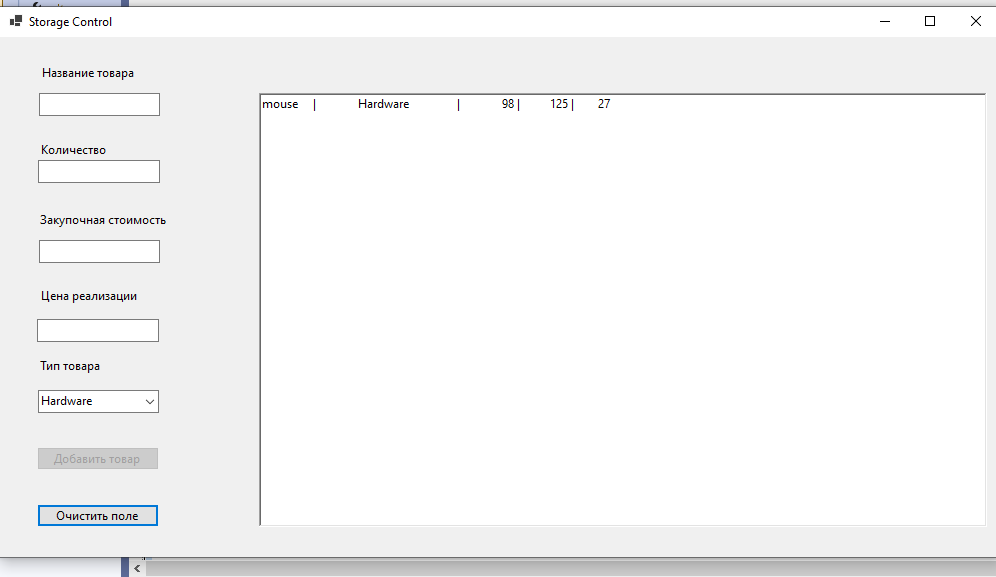 Storage Control
Название товара
Количество
Закупочная стоимость
Цена реализации
Тип товара
Hardware
Добавить товар
Очистить поле
mouse | Hardware | 98 | 125 | 27